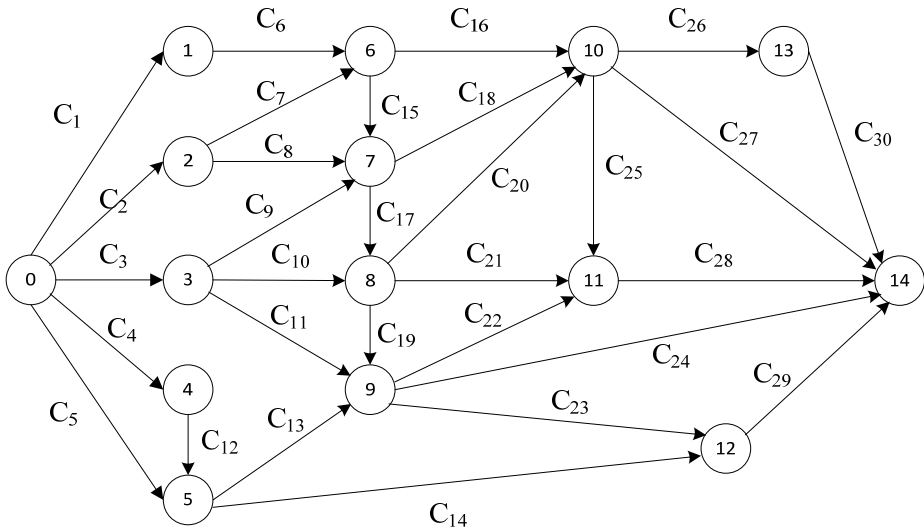 C₆
C₁₆
C₂₆
1
6
10
13
C₁
C₇
C₁₅
C₁₈
C₂₇
C₃₀
2
C₈
7
C₂
C₉
C₁₇
C₂₀
C₂₅
0
C₃
3
C₁₀
8
C₂₁
11
C₂₈
14
C₄
C₁₁
C₁₉
C₂₂
C₂₄
4
9
C₅
C₁₂
C₁₃
C₂₃
C₂₉
12
5
C₁₄